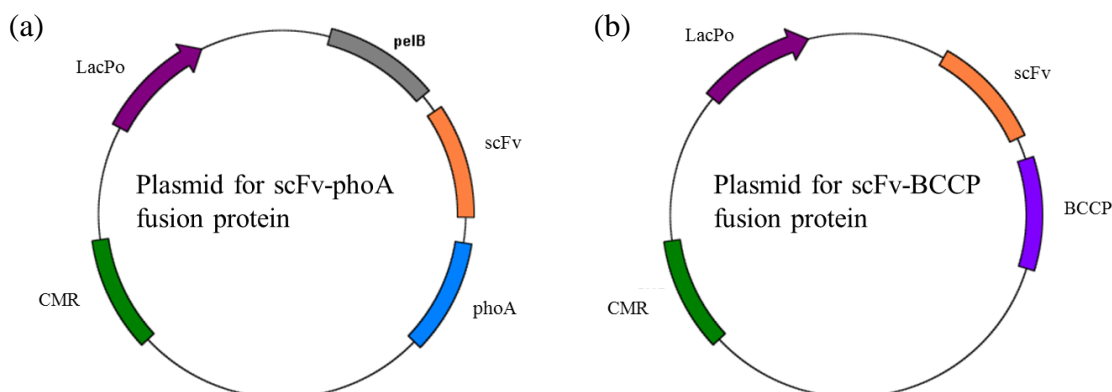 (a)
LacPo
pelB
scFv
Plasmid for scFv-phoA
fusion protein
CMR
phoA
(b)
LacPo
scFv
Plasmid for scFv-BCCP
fusion protein
BCCP
CMR